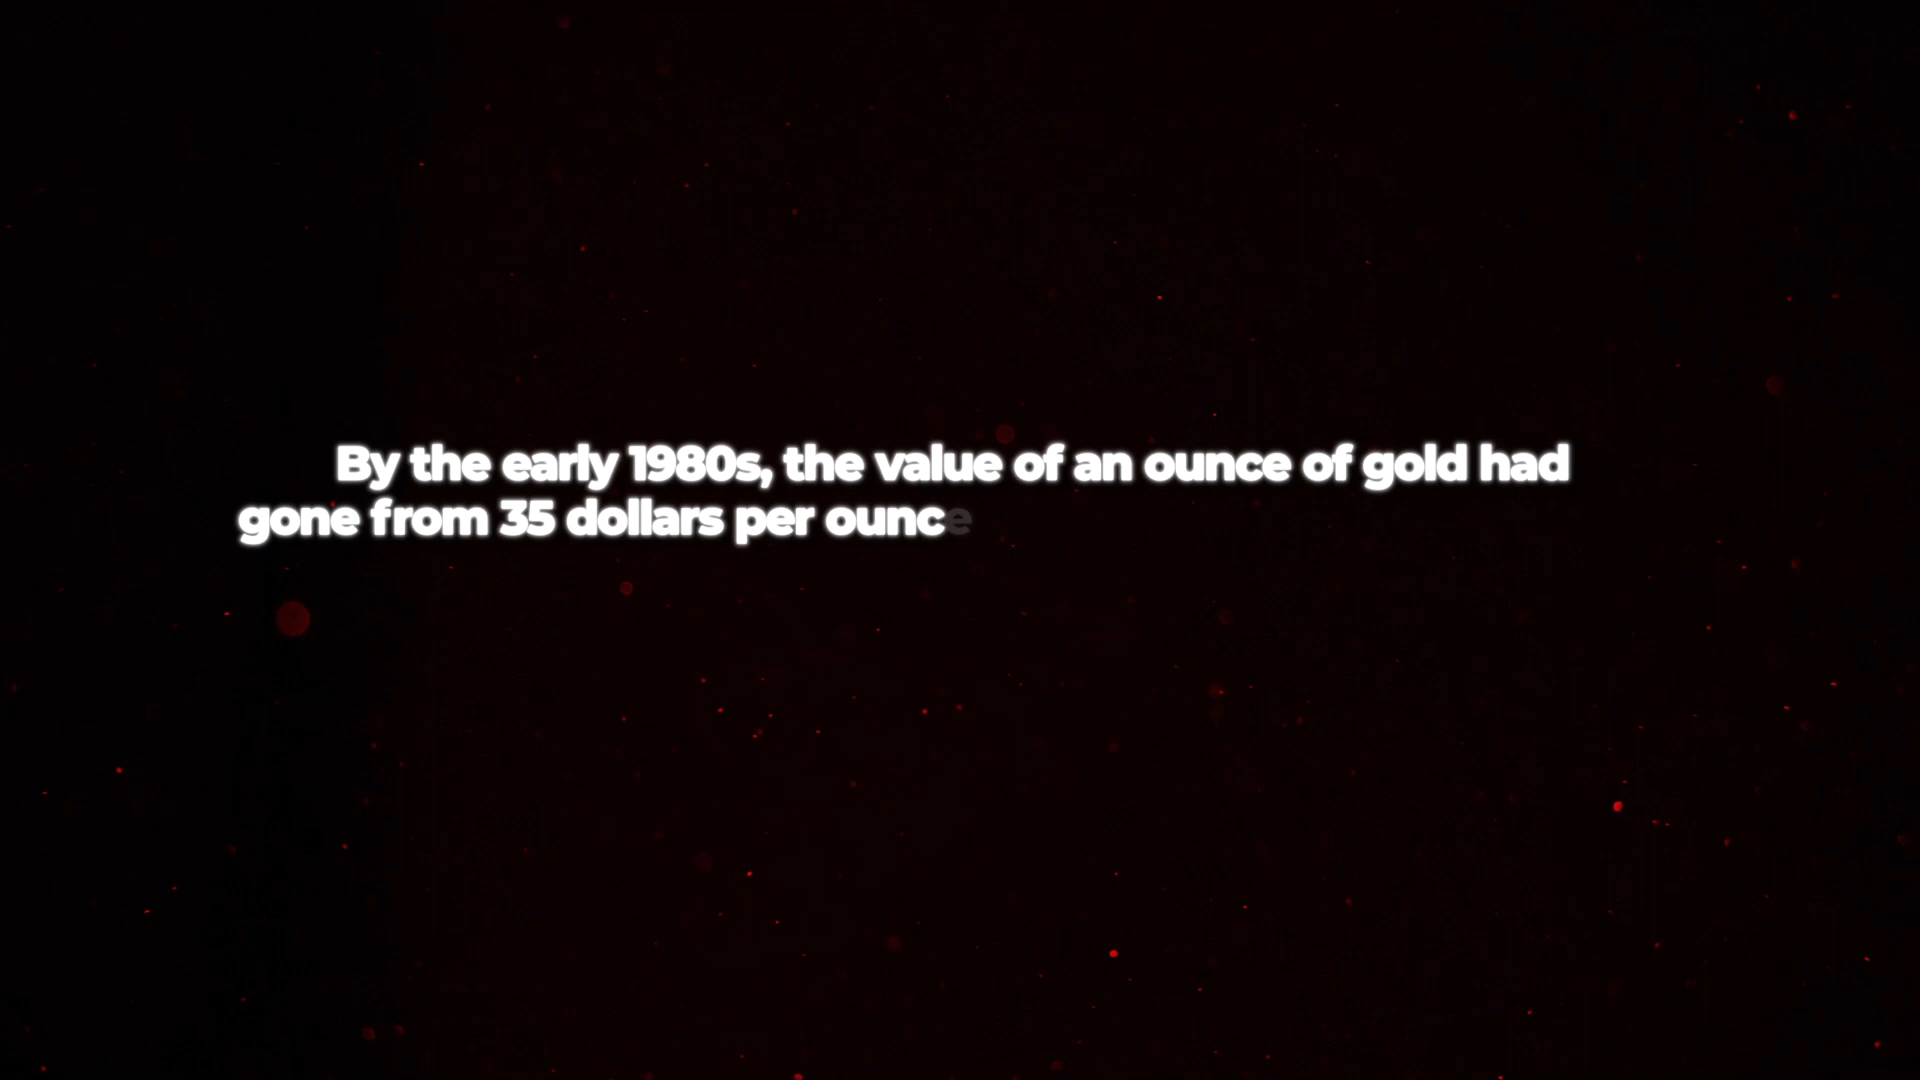 By the early 1980s, the value of an ounce of gold had
gone from 35 dollars per ounce